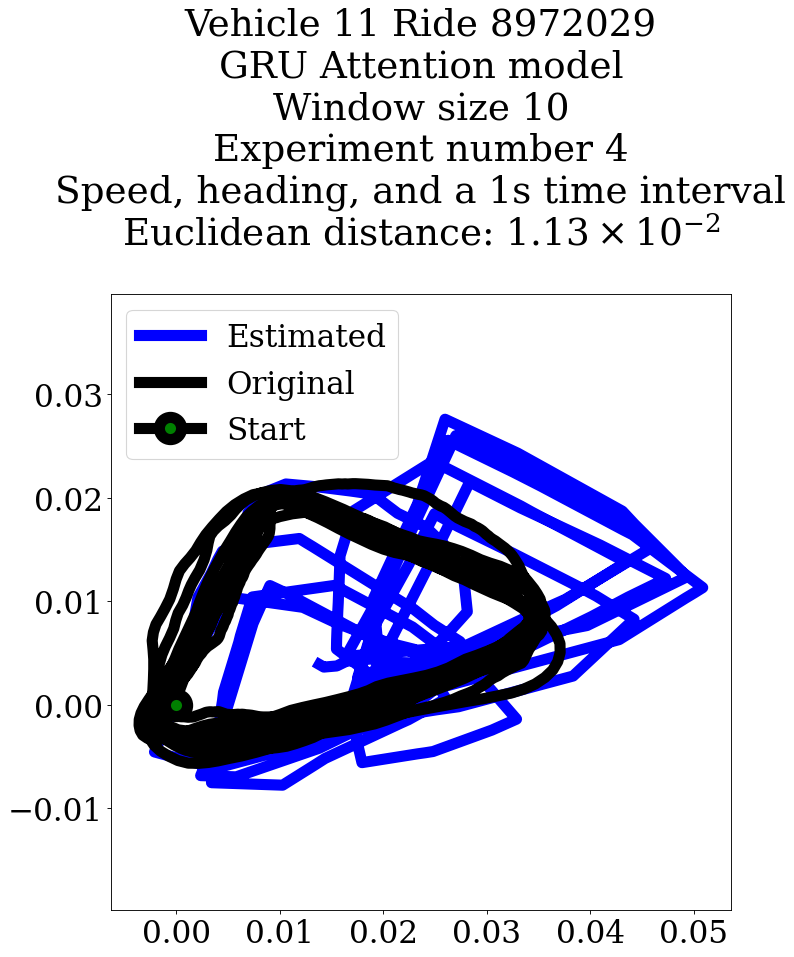 Vehicle 11 Ride 8972029
GRU Attention model
Window size 10
Experiment number 4
Speed, heading, and a 1s time interval
Euclidean distance: 1.13 × 10⁻²
Estimated
Original
Start
0.03
0.02
0.01
0.00
−0.01
0.00 0.01 0.02 0.03 0.04 0.05